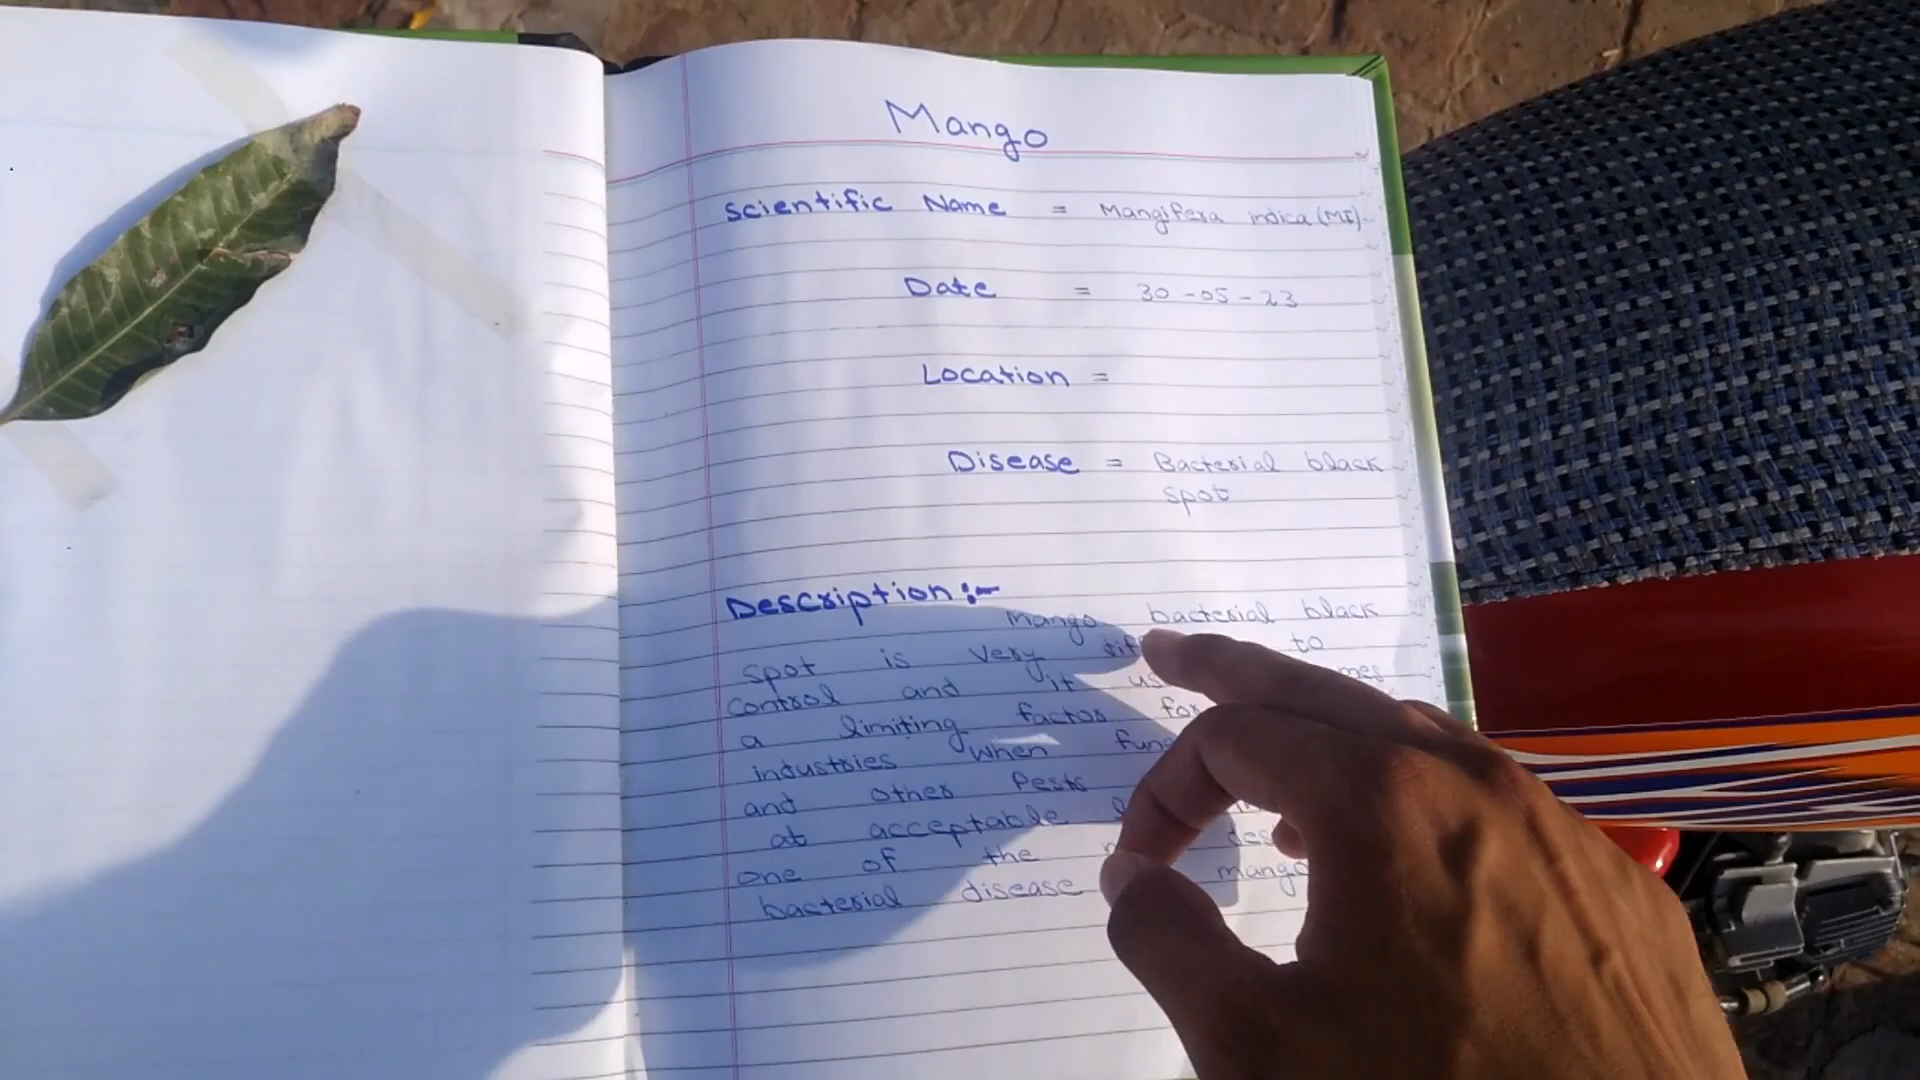 Mango
Scientific Name = Mangifera indica (MI)
Date = 30-05-23
Location =
Disease = Bacterial black
spot
Description :-
Mango bacterial black
spot is very to
control and it
a limiting factor for
industries when
and other Pests
at acceptable
one of the
bacterial disease mango